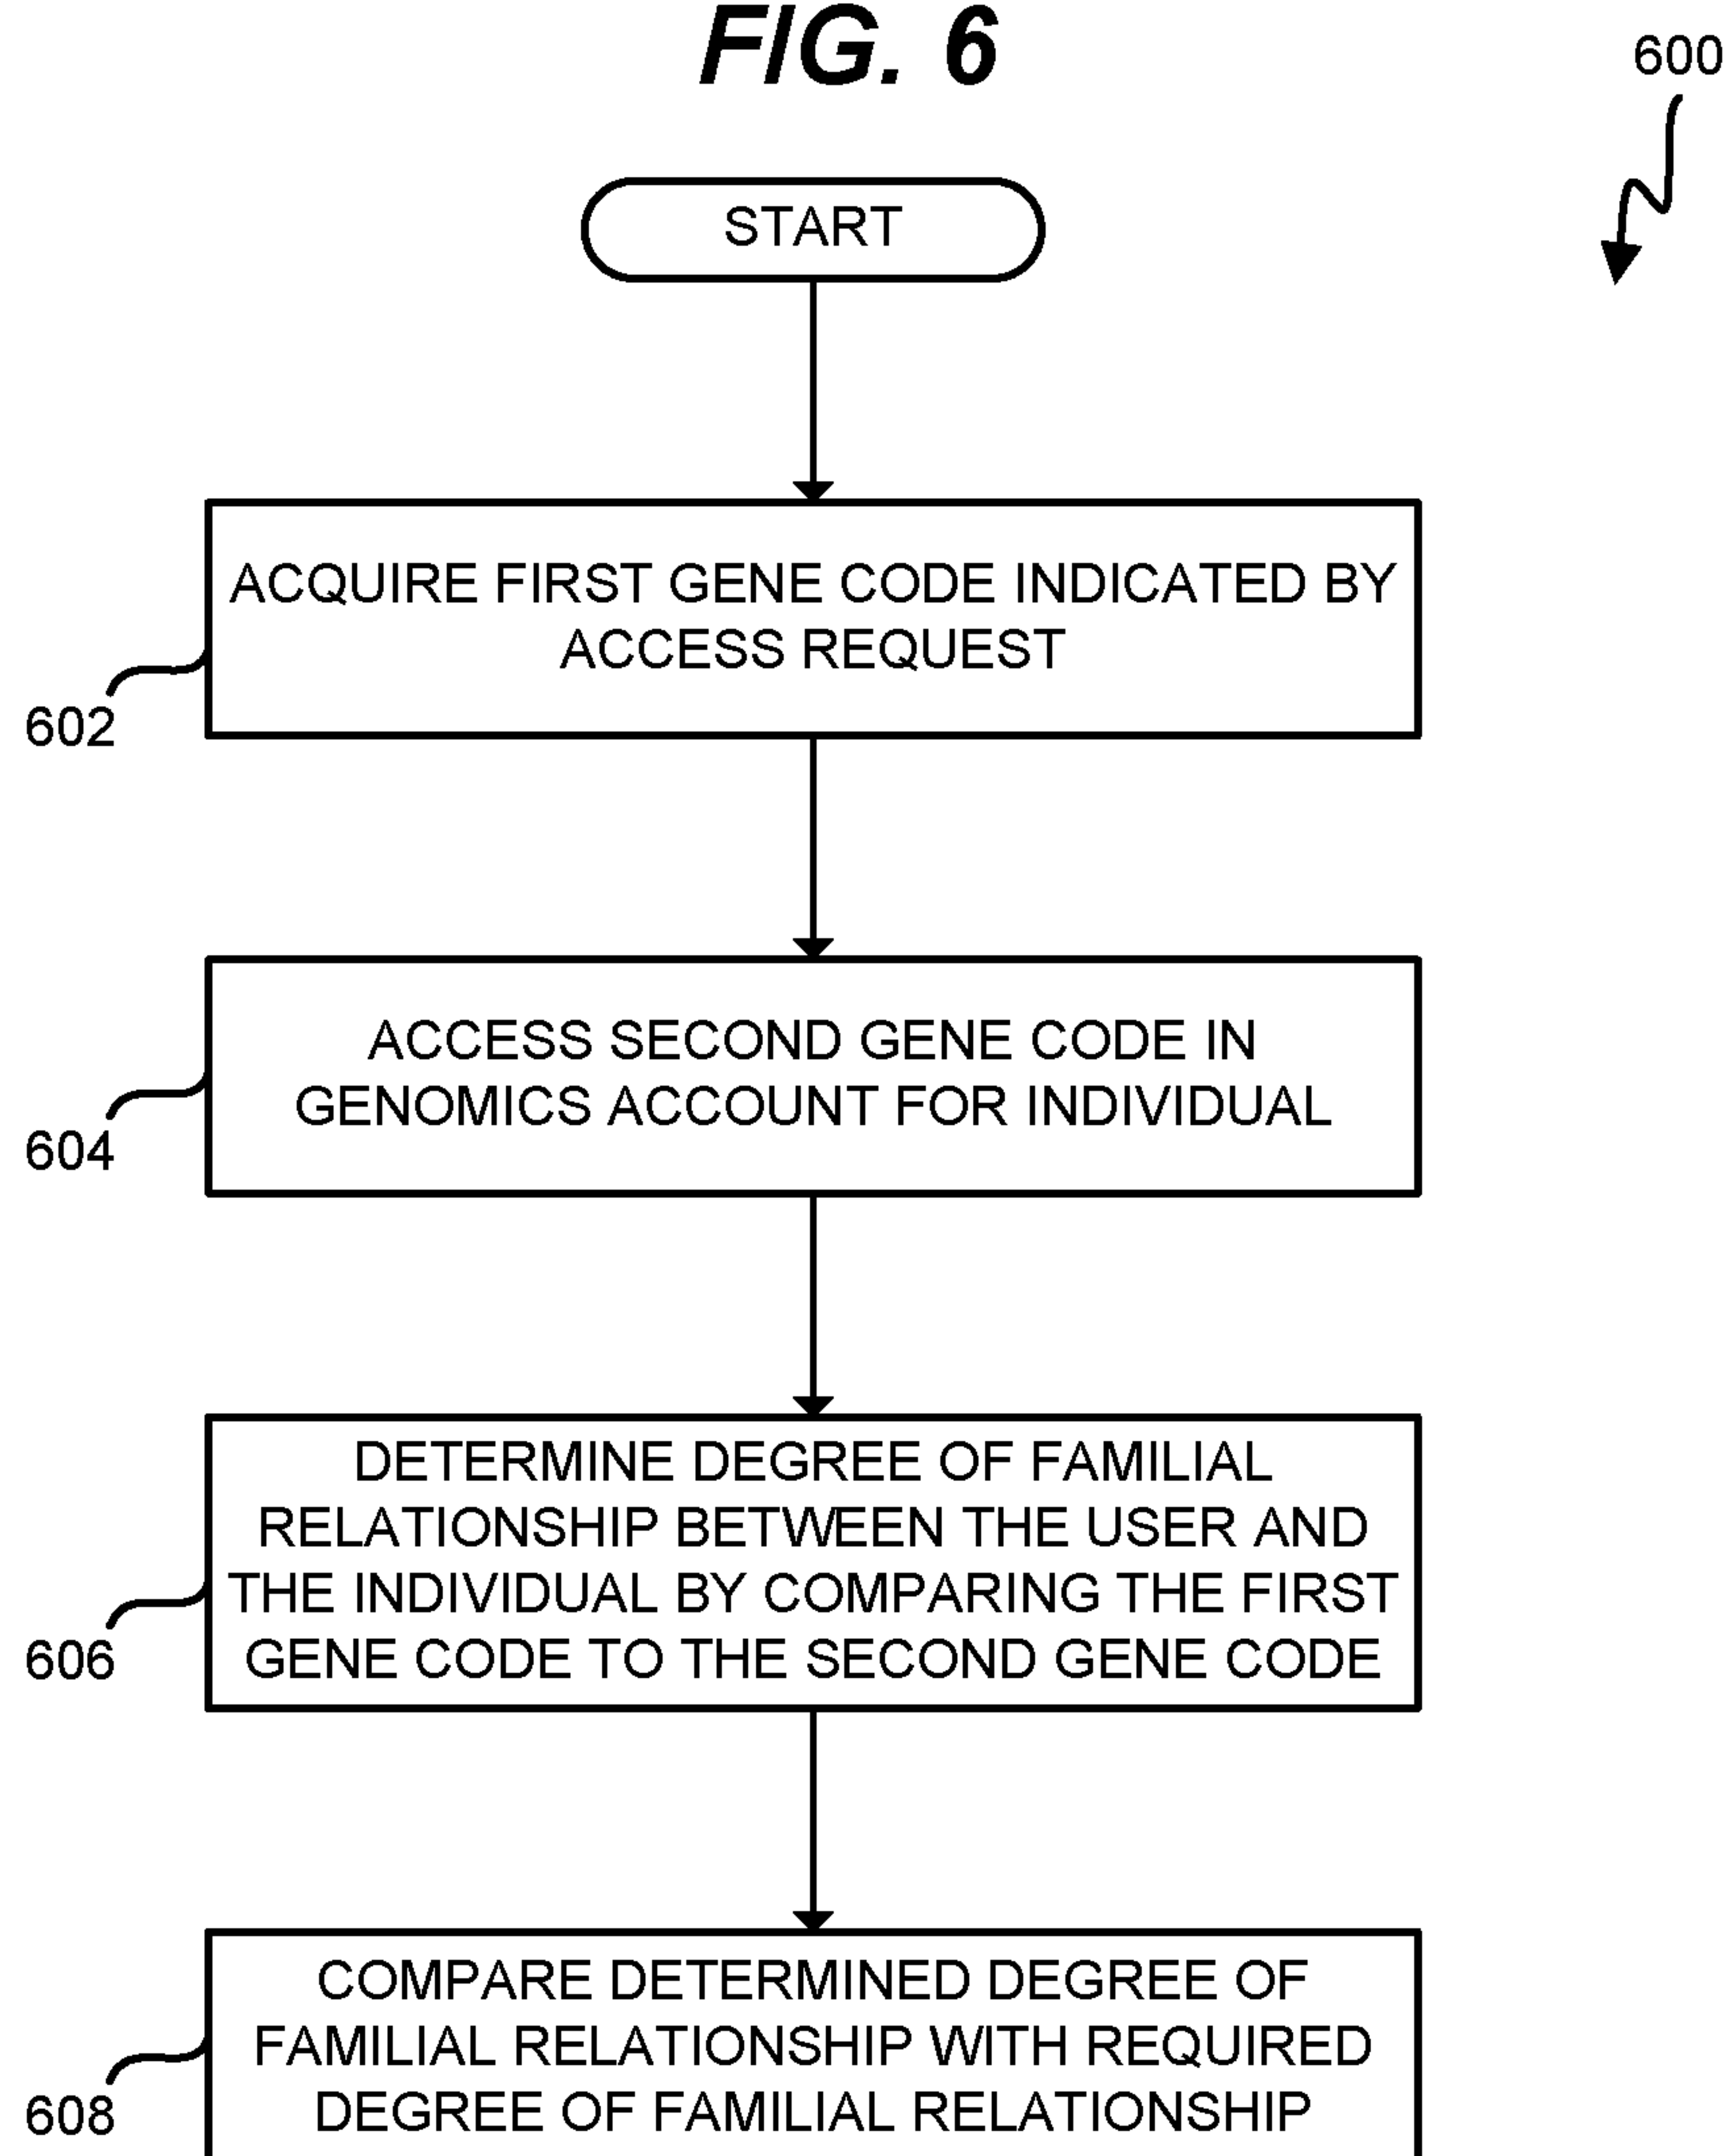 FIG. 6
600
START
ACQUIRE FIRST GENE CODE INDICATED BY
ACCESS REQUEST
602
ACCESS SECOND GENE CODE IN
GENOMICS ACCOUNT FOR INDIVIDUAL
604
DETERMINE DEGREE OF FAMILIAL
RELATIONSHIP BETWEEN THE USER AND
THE INDIVIDUAL BY COMPARING THE FIRST
GENE CODE TO THE SECOND GENE CODE
606
COMPARE DETERMINED DEGREE OF
FAMILIAL RELATIONSHIP WITH REQUIRED
DEGREE OF FAMILIAL RELATIONSHIP
608